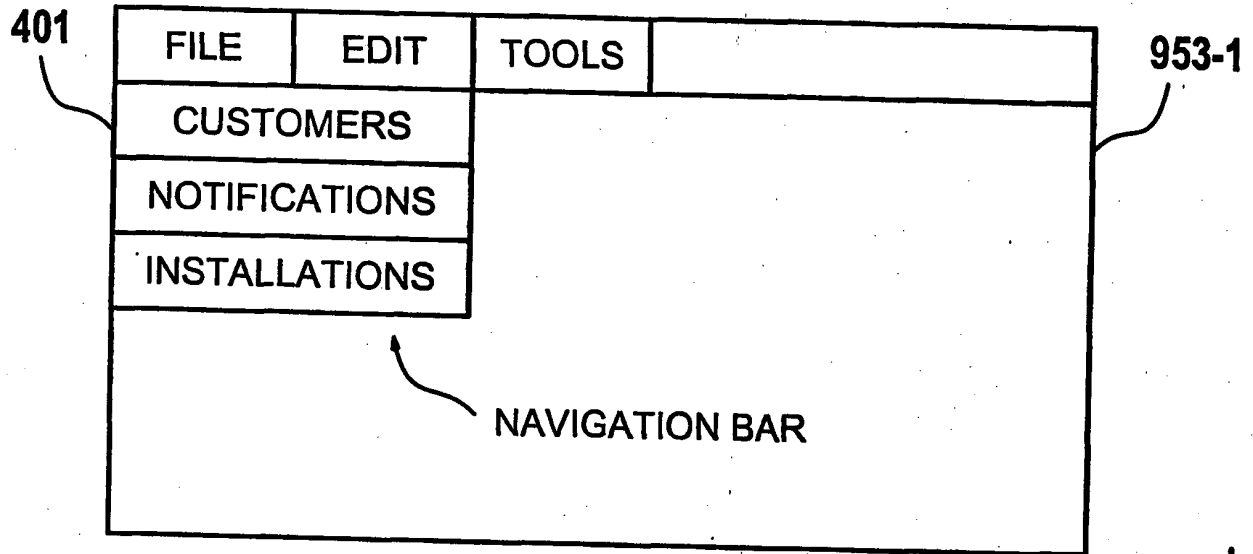 401 FILE EDIT TOOLS 953-1
CUSTOMERS
NOTIFICATIONS
INSTALLATIONS
NAVIGATION BAR